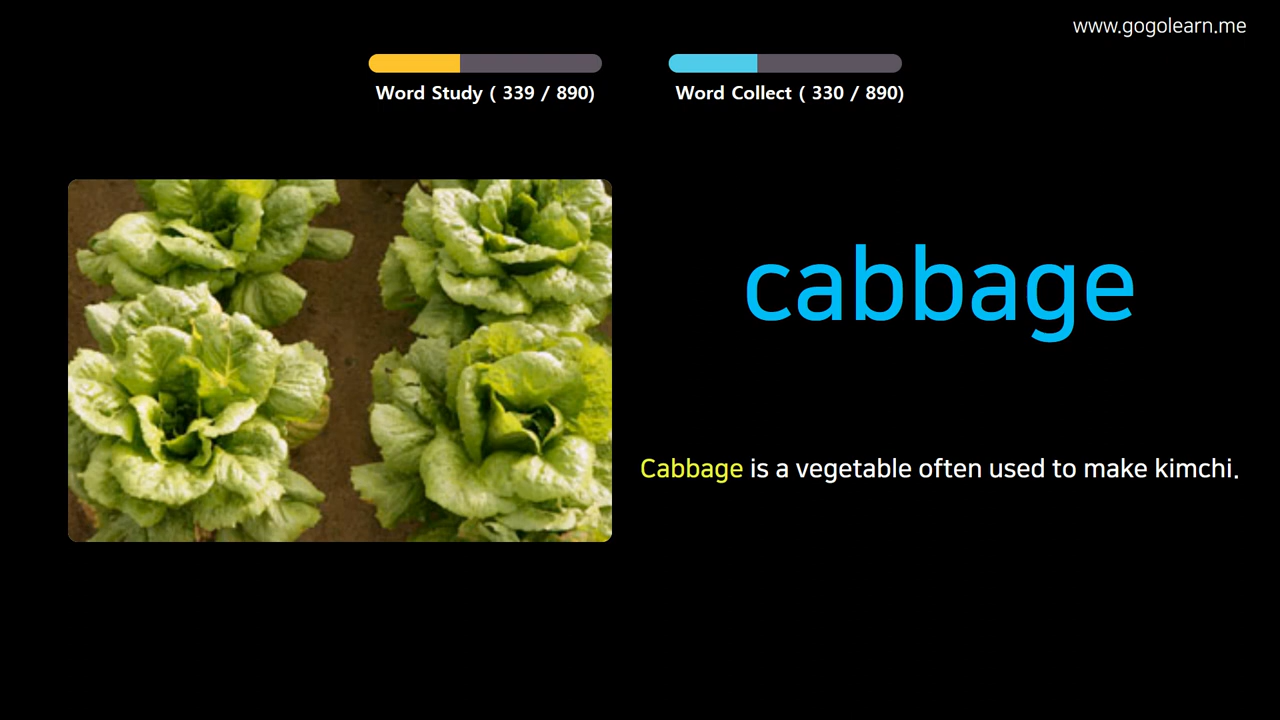 www.gogolearn.me
Word Study ( 339 / 890)
Word Collect ( 330 / 890)
cabbage
Cabbage is a vegetable often used to make kimchi.